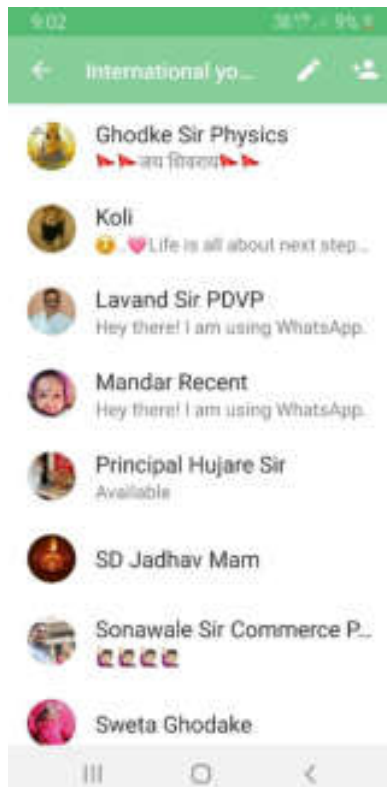 9:02
9%
International yo...
Ghodke Sir Physics
🚩🚩जय शिवराय🚩🚩
Koli
Life is all about next step...
Lavand Sir PDVP
Hey there! I am using WhatsApp.
Mandar Recent
Hey there! I am using WhatsApp.
Principal Hujare Sir
Available
SD Jadhav Mam
Sonawale Sir Commerce P...
Sweta Ghodake